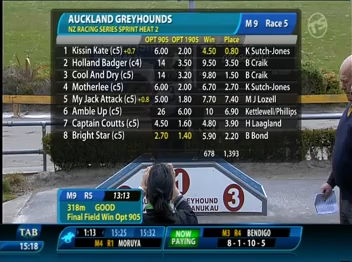 AUCKLAND GREYHOUNDS
NZ RACING SERIES SPRINT HEAT 2
M9 Race 5
OPT 905 OPT 1905 Win Place
1 Kissin Kate (c5) +0.7 6.00 2.00 4.50 0.80 K Sutch-Jones
2 Holland Badger (c4) 14 3.50 9.50 3.50 B Craik
3 Cool And Dry (c5) 14 3.20 9.80 1.50 B Craik
4 Motherlee (c5) 6.00 2.00 6.70 2.70 K Sutch-Jones
5 My Jack Attack (c5) +0.8 5.00 1.80 7.70 7.40 M J Lozell
6 Amble Up (c5) 26 6.00 10 6.90 Kettlewell/Phillips
7 Captain Coutts (c5) 4.50 1.60 4.80 3.90 H Laagland
8 Bright Star (c5) 2.70 1.40 5.90 2.20 B Bond
678 1,393
1
3
GREYHOUND
MANUKAU
M9 R5 13:13
318m GOOD
Final Field Win Opt 905
TAB
15:18
1:13 15:25 15:32
M4 R1 MORUYA
NOW
PAYING
M3 R4 BENDIGO
8 - 1 - 10 - 5